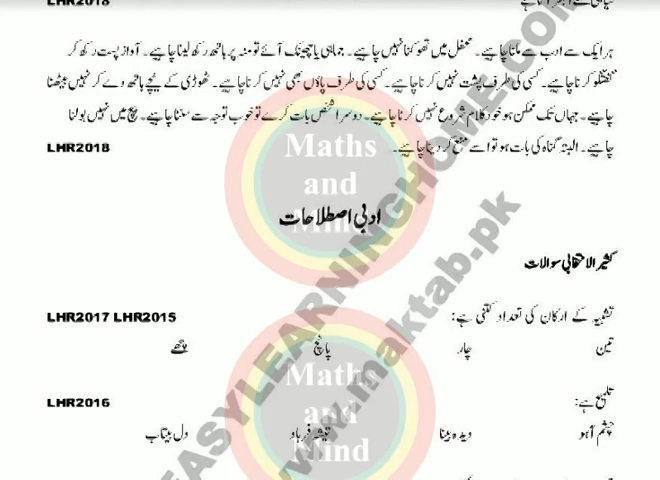 LHR2018
ہر ایک سے ادب سے ملنا چاہیے۔ محفل میں تھوکنا نہیں چاہیے۔ جماہی یا چھینک آئے تو منہ پر ہاتھ رکھ لینا چاہیے۔ آواز پست رکھ کر
گفتگو کرنا چاہیے۔ کسی کی طرف پشت نہیں کرنا چاہیے۔ کسی کی طرف پاؤں بھی نہیں کرنا چاہیے۔ ٹھوڑی کے نیچے ہاتھ دے کر نہیں بیٹھنا
چاہیے۔ جہاں تک ممکن ہو خود کلام شروع نہیں کرنا چاہیے۔ دوسرا شخص بات کرے تو خوب توجہ سے سننا چاہیے۔ بیچ میں نہیں بولنا
چاہیے۔ البتہ گناہ کی بات ہو تو اسے منع کر دینا چاہیے۔ LHR2018
Maths and Mind
ادبی اصطلاحات
کثیر الانتخابی سوالات
تشبیہ کے ارکان کی تعداد کتنی ہے: LHR2017 LHR2015
تین چار پانچ چھے
تلمیح ہے: LHR2016
چشم آہو دیدہ بینا تیشہ فرہاد دل بیتاب
Maths and Mind
EASYLEARNINGHOME.COM
www.maktab.pk